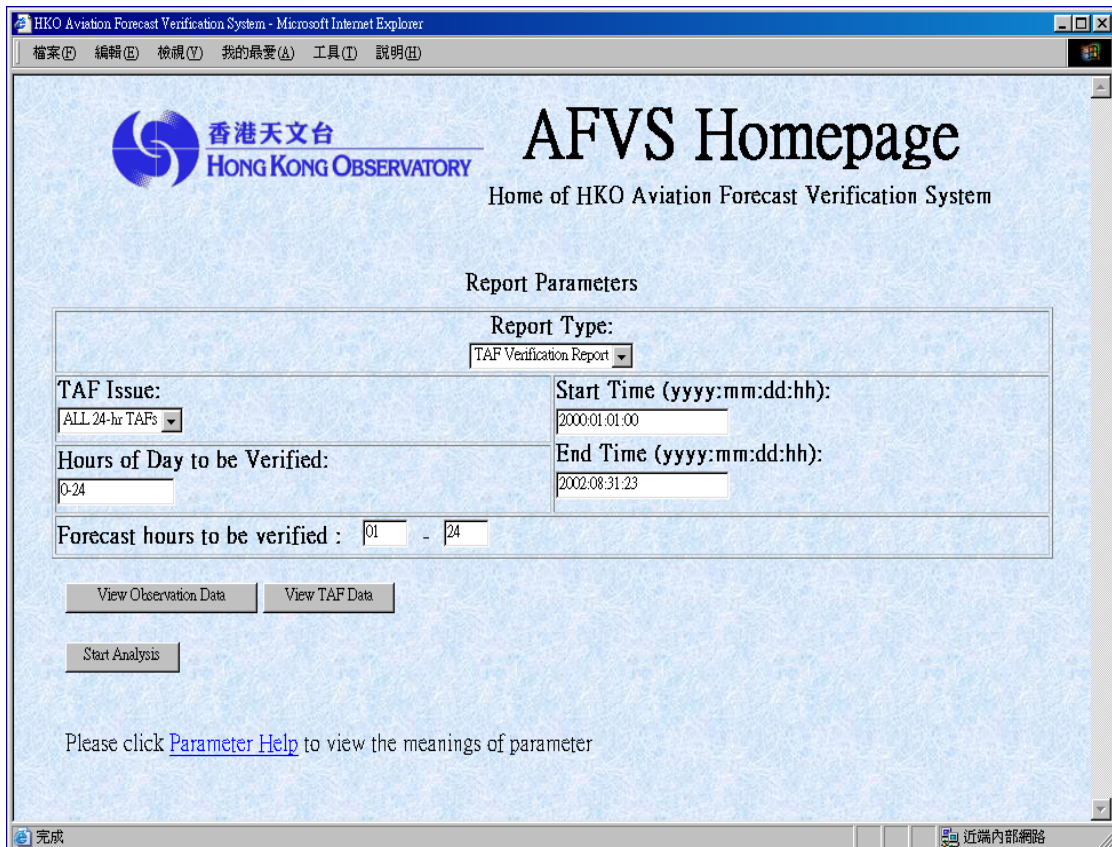 HKO Aviation Forecast Verification System - Microsoft Internet Explorer
檔案(F) 編輯(E) 檢視(V) 我的最愛(A) 工具(T) 說明(H)
香港天文台
HONG KONG OBSERVATORY
AFVS Homepage
Home of HKO Aviation Forecast Verification System
Report Parameters
Report Type:
TAF Verification Report
TAF Issue:
ALL 24-hr TAFs
Start Time (yyyy:mm:dd:hh):
2000:01:01:00
Hours of Day to be Verified:
0-24
End Time (yyyy:mm:dd:hh):
2002:08:31:23
Forecast hours to be verified : 01 - 24
View Observation Data View TAF Data
Start Analysis
Please click Parameter Help to view the meanings of parameter
完成 近端內部網路